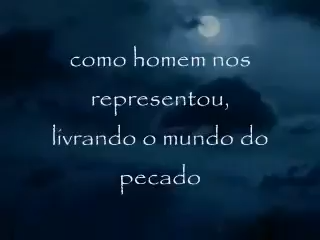 como homem nos
representou,
livrando o mundo do
pecado